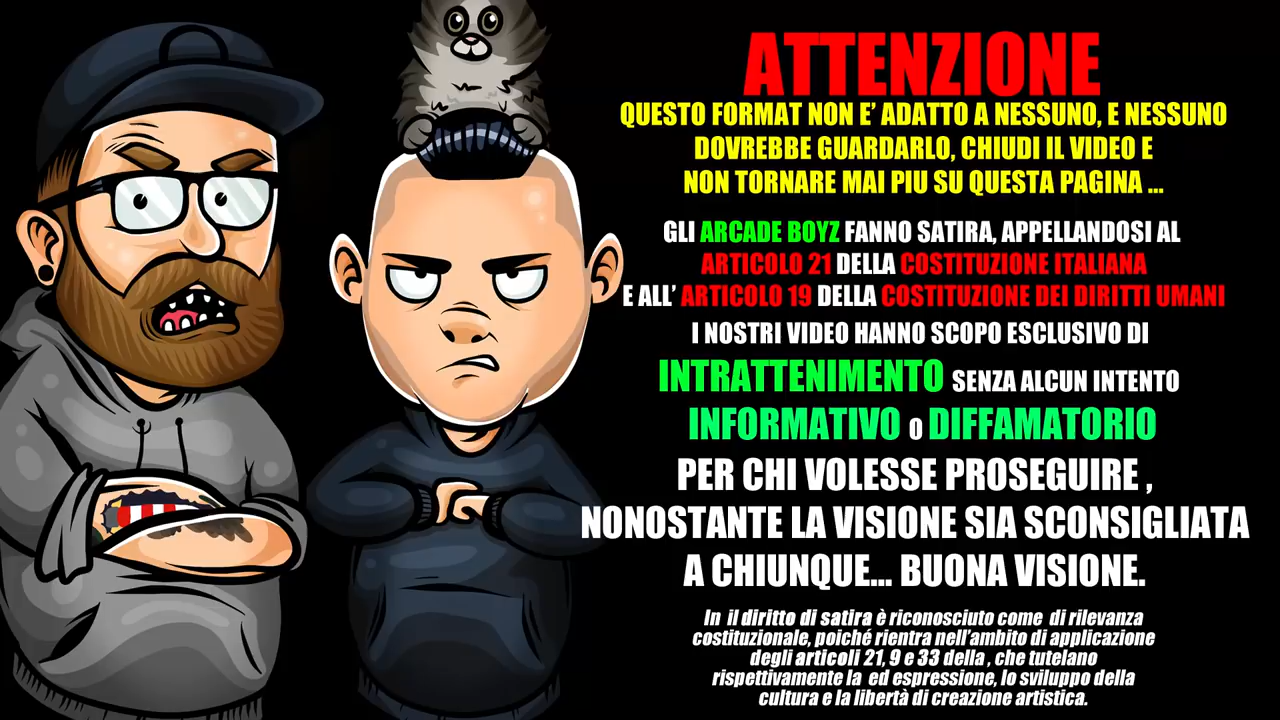 ATTENZIONE
QUESTO FORMAT NON E' ADATTO A NESSUNO, E NESSUNO
DOVREBBE GUARDARLO, CHIUDI IL VIDEO E
NON TORNARE MAI PIU SU QUESTA PAGINA ...
GLI ARCADE BOYZ FANNO SATIRA, APPELLANDOSI AL
ARTICOLO 21 DELLA COSTITUZIONE ITALIANA
E ALL' ARTICOLO 19 DELLA COSTITUZIONE DEI DIRITTI UMANI
I NOSTRI VIDEO HANNO SCOPO ESCLUSIVO DI
INTRATTENIMENTO SENZA ALCUN INTENTO
INFORMATIVO O DIFFAMATORIO
PER CHI VOLESSE PROSEGUIRE ,
NONOSTANTE LA VISIONE SIA SCONSIGLIATA
A CHIUNQUE... BUONA VISIONE.
In il diritto di satira è riconosciuto come di rilevanza
costituzionale, poiché rientra nell'ambito di applicazione
degli articoli 21, 9 e 33 della , che tutelano
rispettivamente la ed espressione, lo sviluppo della
cultura e la libertà di creazione artistica.